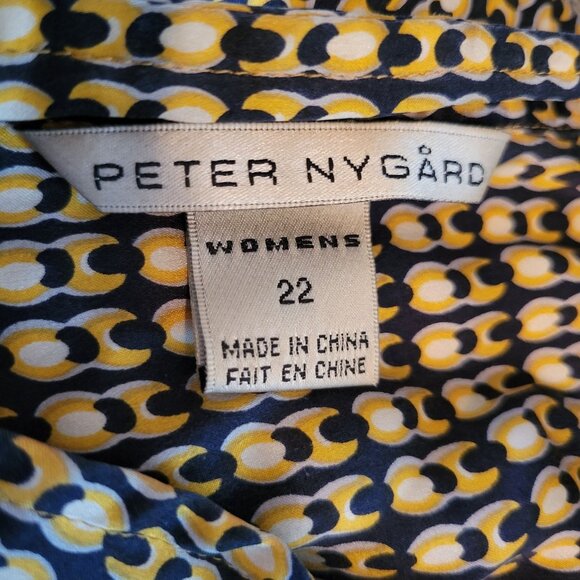 PETER NYGÅRD
WOMENS
22
MADE IN CHINA
FAIT EN CHINE